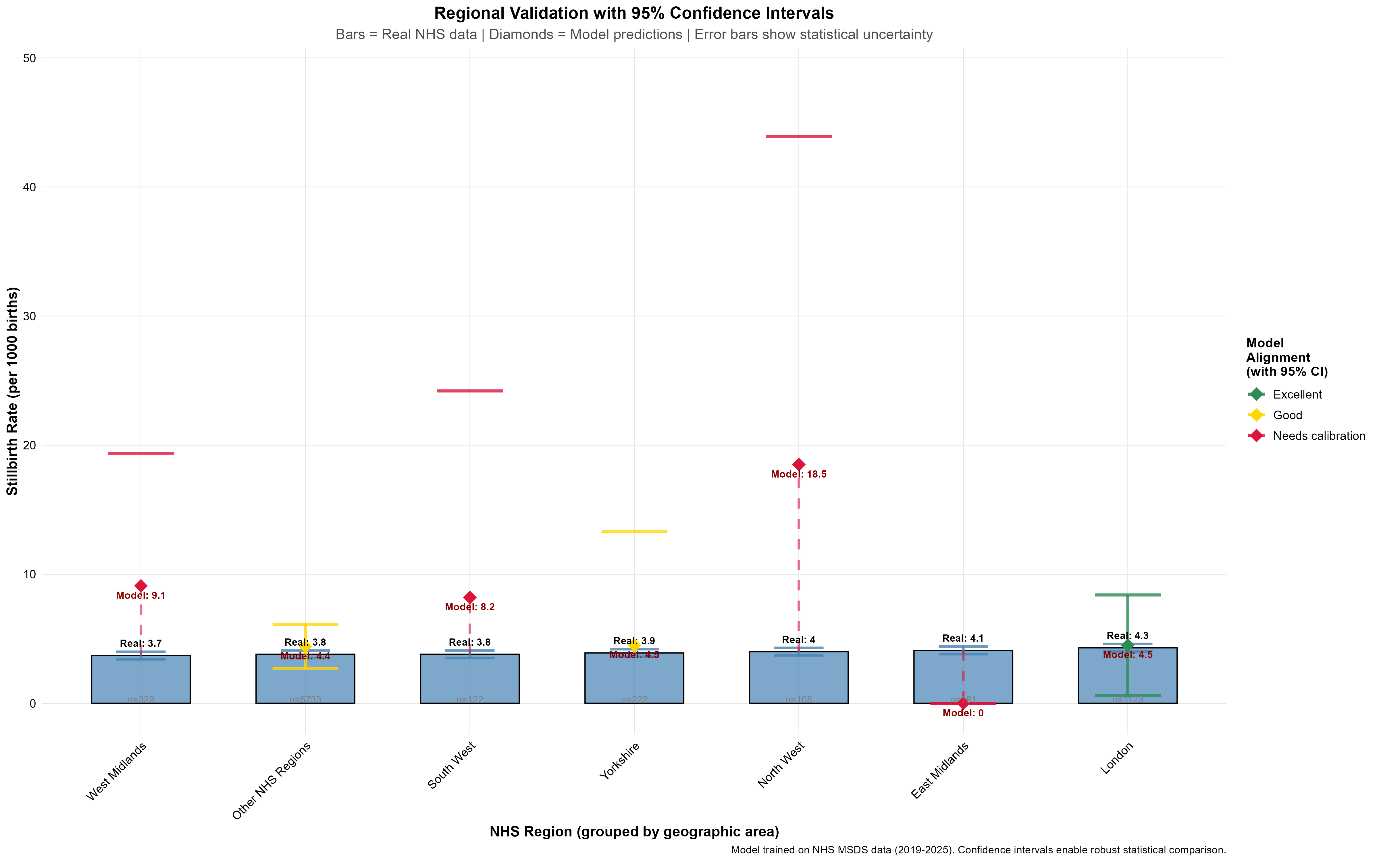 Regional Validation with 95% Confidence Intervals
Bars = Real NHS data | Diamonds = Model predictions | Error bars show statistical uncertainty
Stillbirth Rate (per 1000 births)
50
40
30
20
10
0
Model: 9.1
Real: 3.7
n=329
Real: 3.8
Model: 4.4
n=5733
Model: 8.2
Real: 3.8
n=122
Real: 3.9
Model: 4.5
n=222
Model: 18.5
Real: 4
n=108
Real: 4.1
Model: 0
Real: 4.3
Model: 4.5
West Midlands
Other NHS Regions
South West
Yorkshire
North West
East Midlands
London
NHS Region (grouped by geographic area)
Model
Alignment
(with 95% CI)
Excellent
Good
Needs calibration
Model trained on NHS MSDS data (2019-2025). Confidence intervals enable robust statistical comparison.